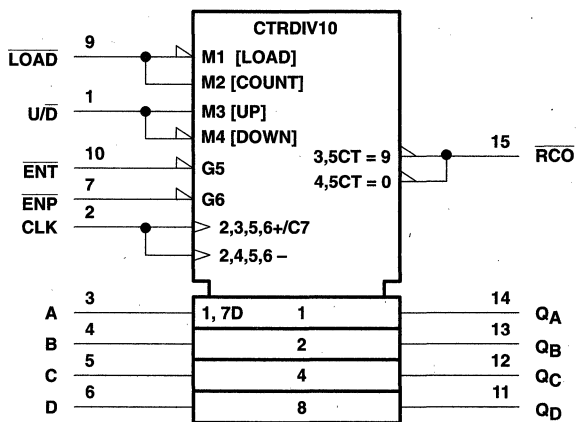 CTRDIV10
LOAD 9 M1 [LOAD]
M2 [COUNT]
U/D 1 M3 [UP]
M4 [DOWN]
ENT 10 G5
3,5CT = 9 15 RCO
4,5CT = 0
ENP 7 G6
CLK 2 2,3,5,6+/C7
2,4,5,6 –
A 3 1, 7D 1 14 QA
B 4 2 13 QB
C 5 4 12 QC
D 6 8 11 QD